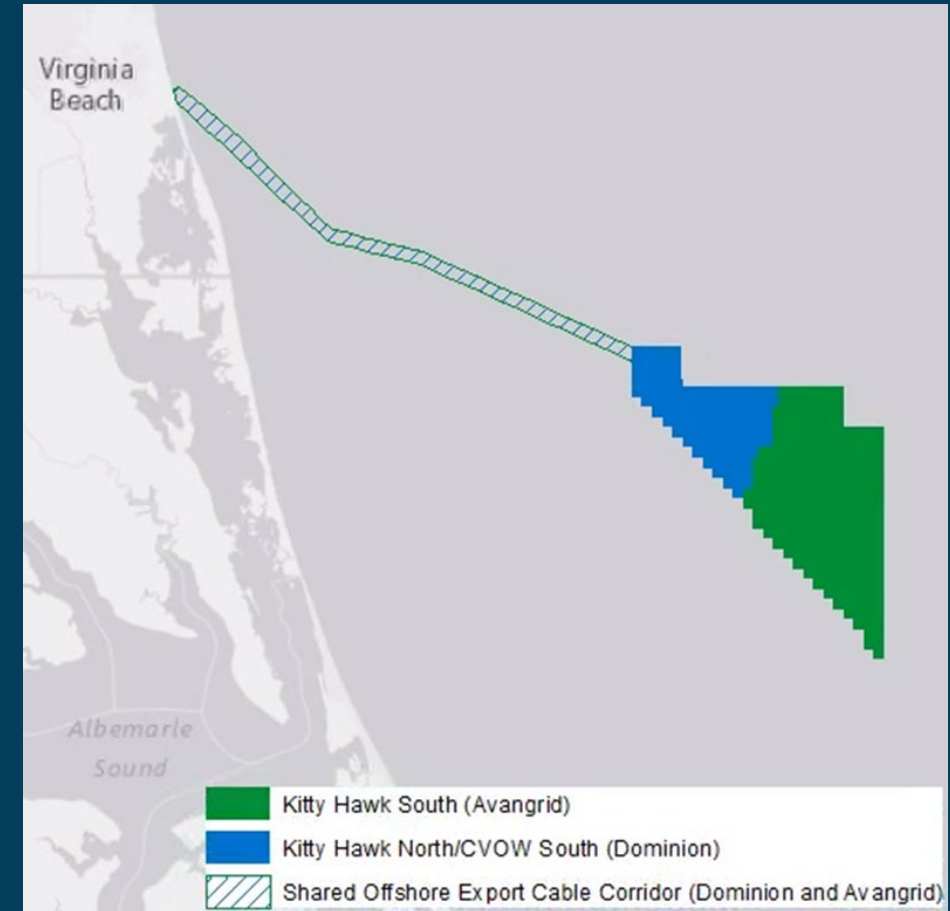 Virginia
Beach
Albemarle
Sound
Kitty Hawk South (Avangrid)
Kitty Hawk North/CVOW South (Dominion)
Shared Offshore Export Cable Corridor (Dominion and Avangrid)